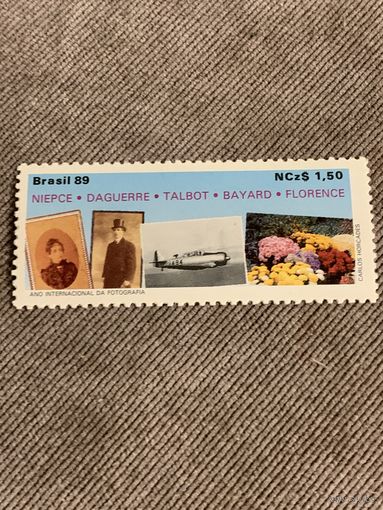 Brasil 89 NCz$ 1,50
NIEPCE • DAGUERRE • TALBOT • BAYARD • FLORENCE
ANO INTERNACIONAL DA FOTOGRAFIA
CARLOS HORCADES